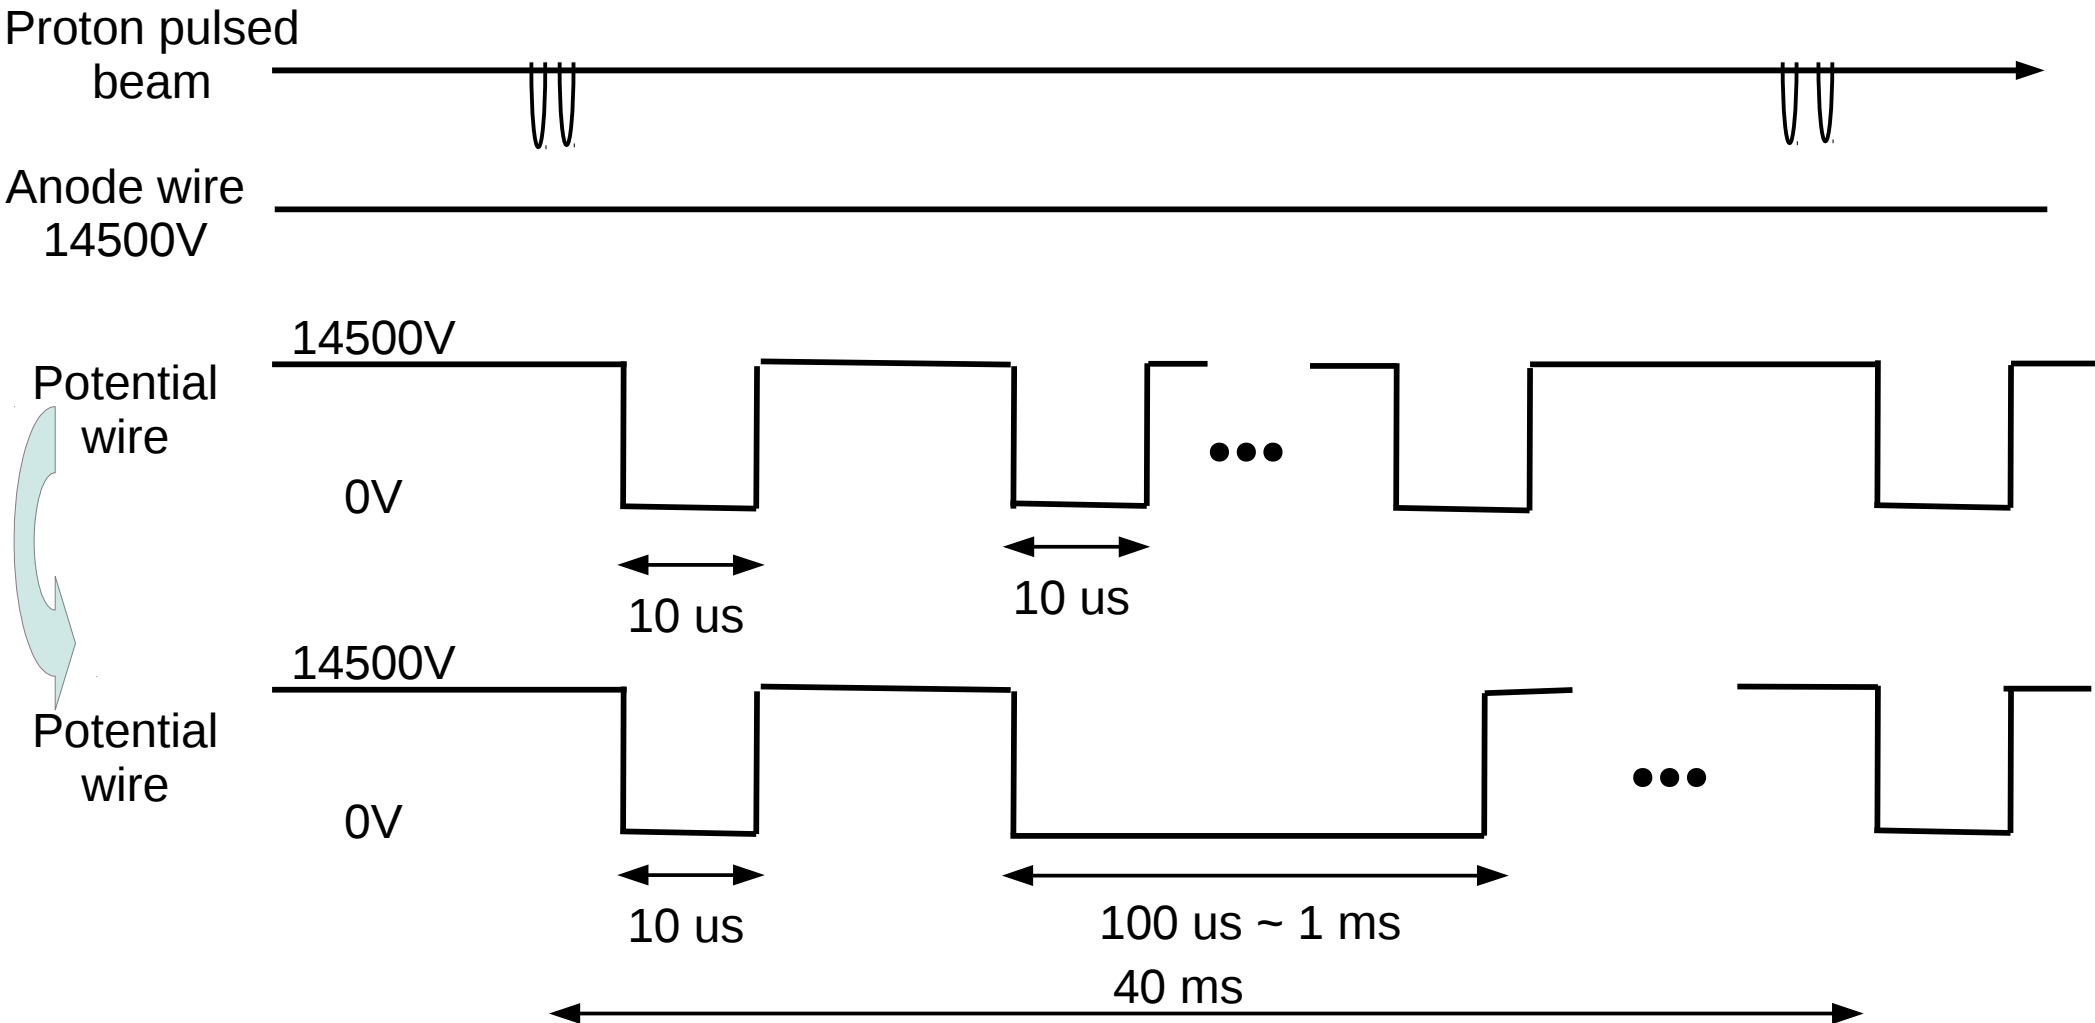 Proton pulsed
beam
Anode wire
14500V
14500V
Potential
wire
0V
10 us
10 us
14500V
Potential
wire
0V
10 us
100 us ~ 1 ms
40 ms